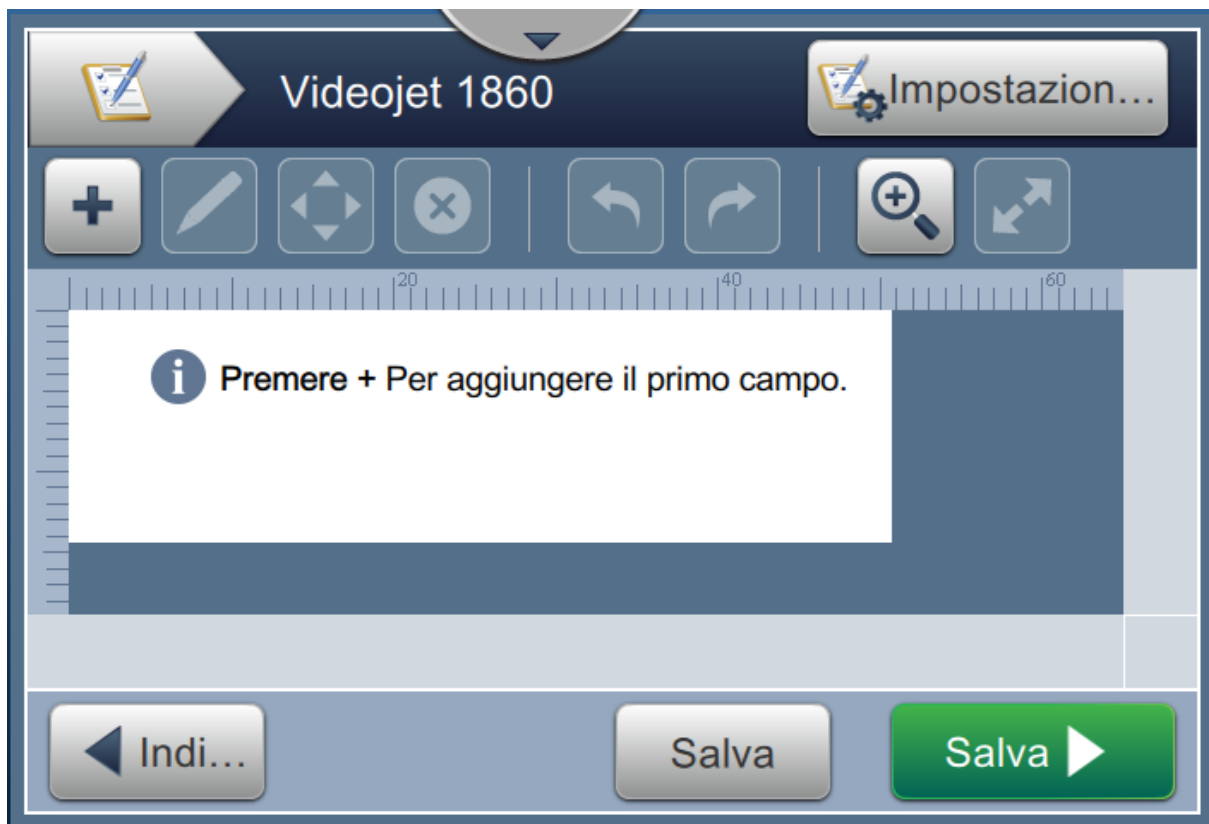 Videojet 1860
Impostazion...
20 40 60
Premere + Per aggiungere il primo campo.
Indi...
Salva
Salva